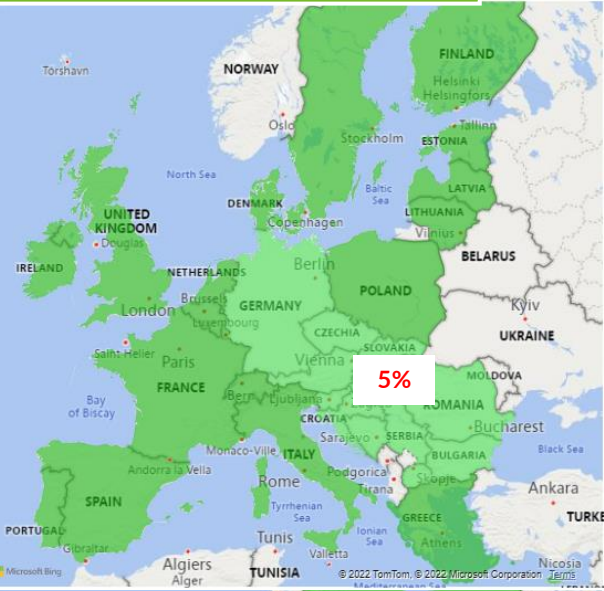 FINLAND
Tórshavn
NORWAY
Helsinki
Helsingfors
Oslo
Stockholm
Tallinn
ESTONIA
North Sea
Baltic
Sea
LATVIA
DENMARK
Copenhagen
LITHUANIA
Vilnius
UNITED
KINGDOM
Douglas
BELARUS
IRELAND
NETHERLANDS
Berlin
POLAND
London
Brussels
GERMANY
Kyiv
Luxembourg
CZECHIA
UKRAINE
SLOVAKIA
Saint Helier
Paris
Vienna
5%
MOLDOVA
FRANCE
Bern
Ljubljana
ROMANIA
Bay
of Biscay
CROATIA
Bucharest
Sarajevo
SERBIA
Monaco-Ville
ITALY
BULGARIA
Black Sea
Andorra la Vella
Podgorica
Skopje
Rome
Tirana
Ankara
SPAIN
Tyrrhenian
Sea
GREECE
TURKE
PORTUGAL
Ionian
Sea
Athens
Gibraltar
Tunis
Valletta
Nicosia
Algiers
Alger
TUNISIA
Microsoft Bing
© 2022 TomTom, © 2022 Microsoft Corporation Terms
Mediterranean Sea